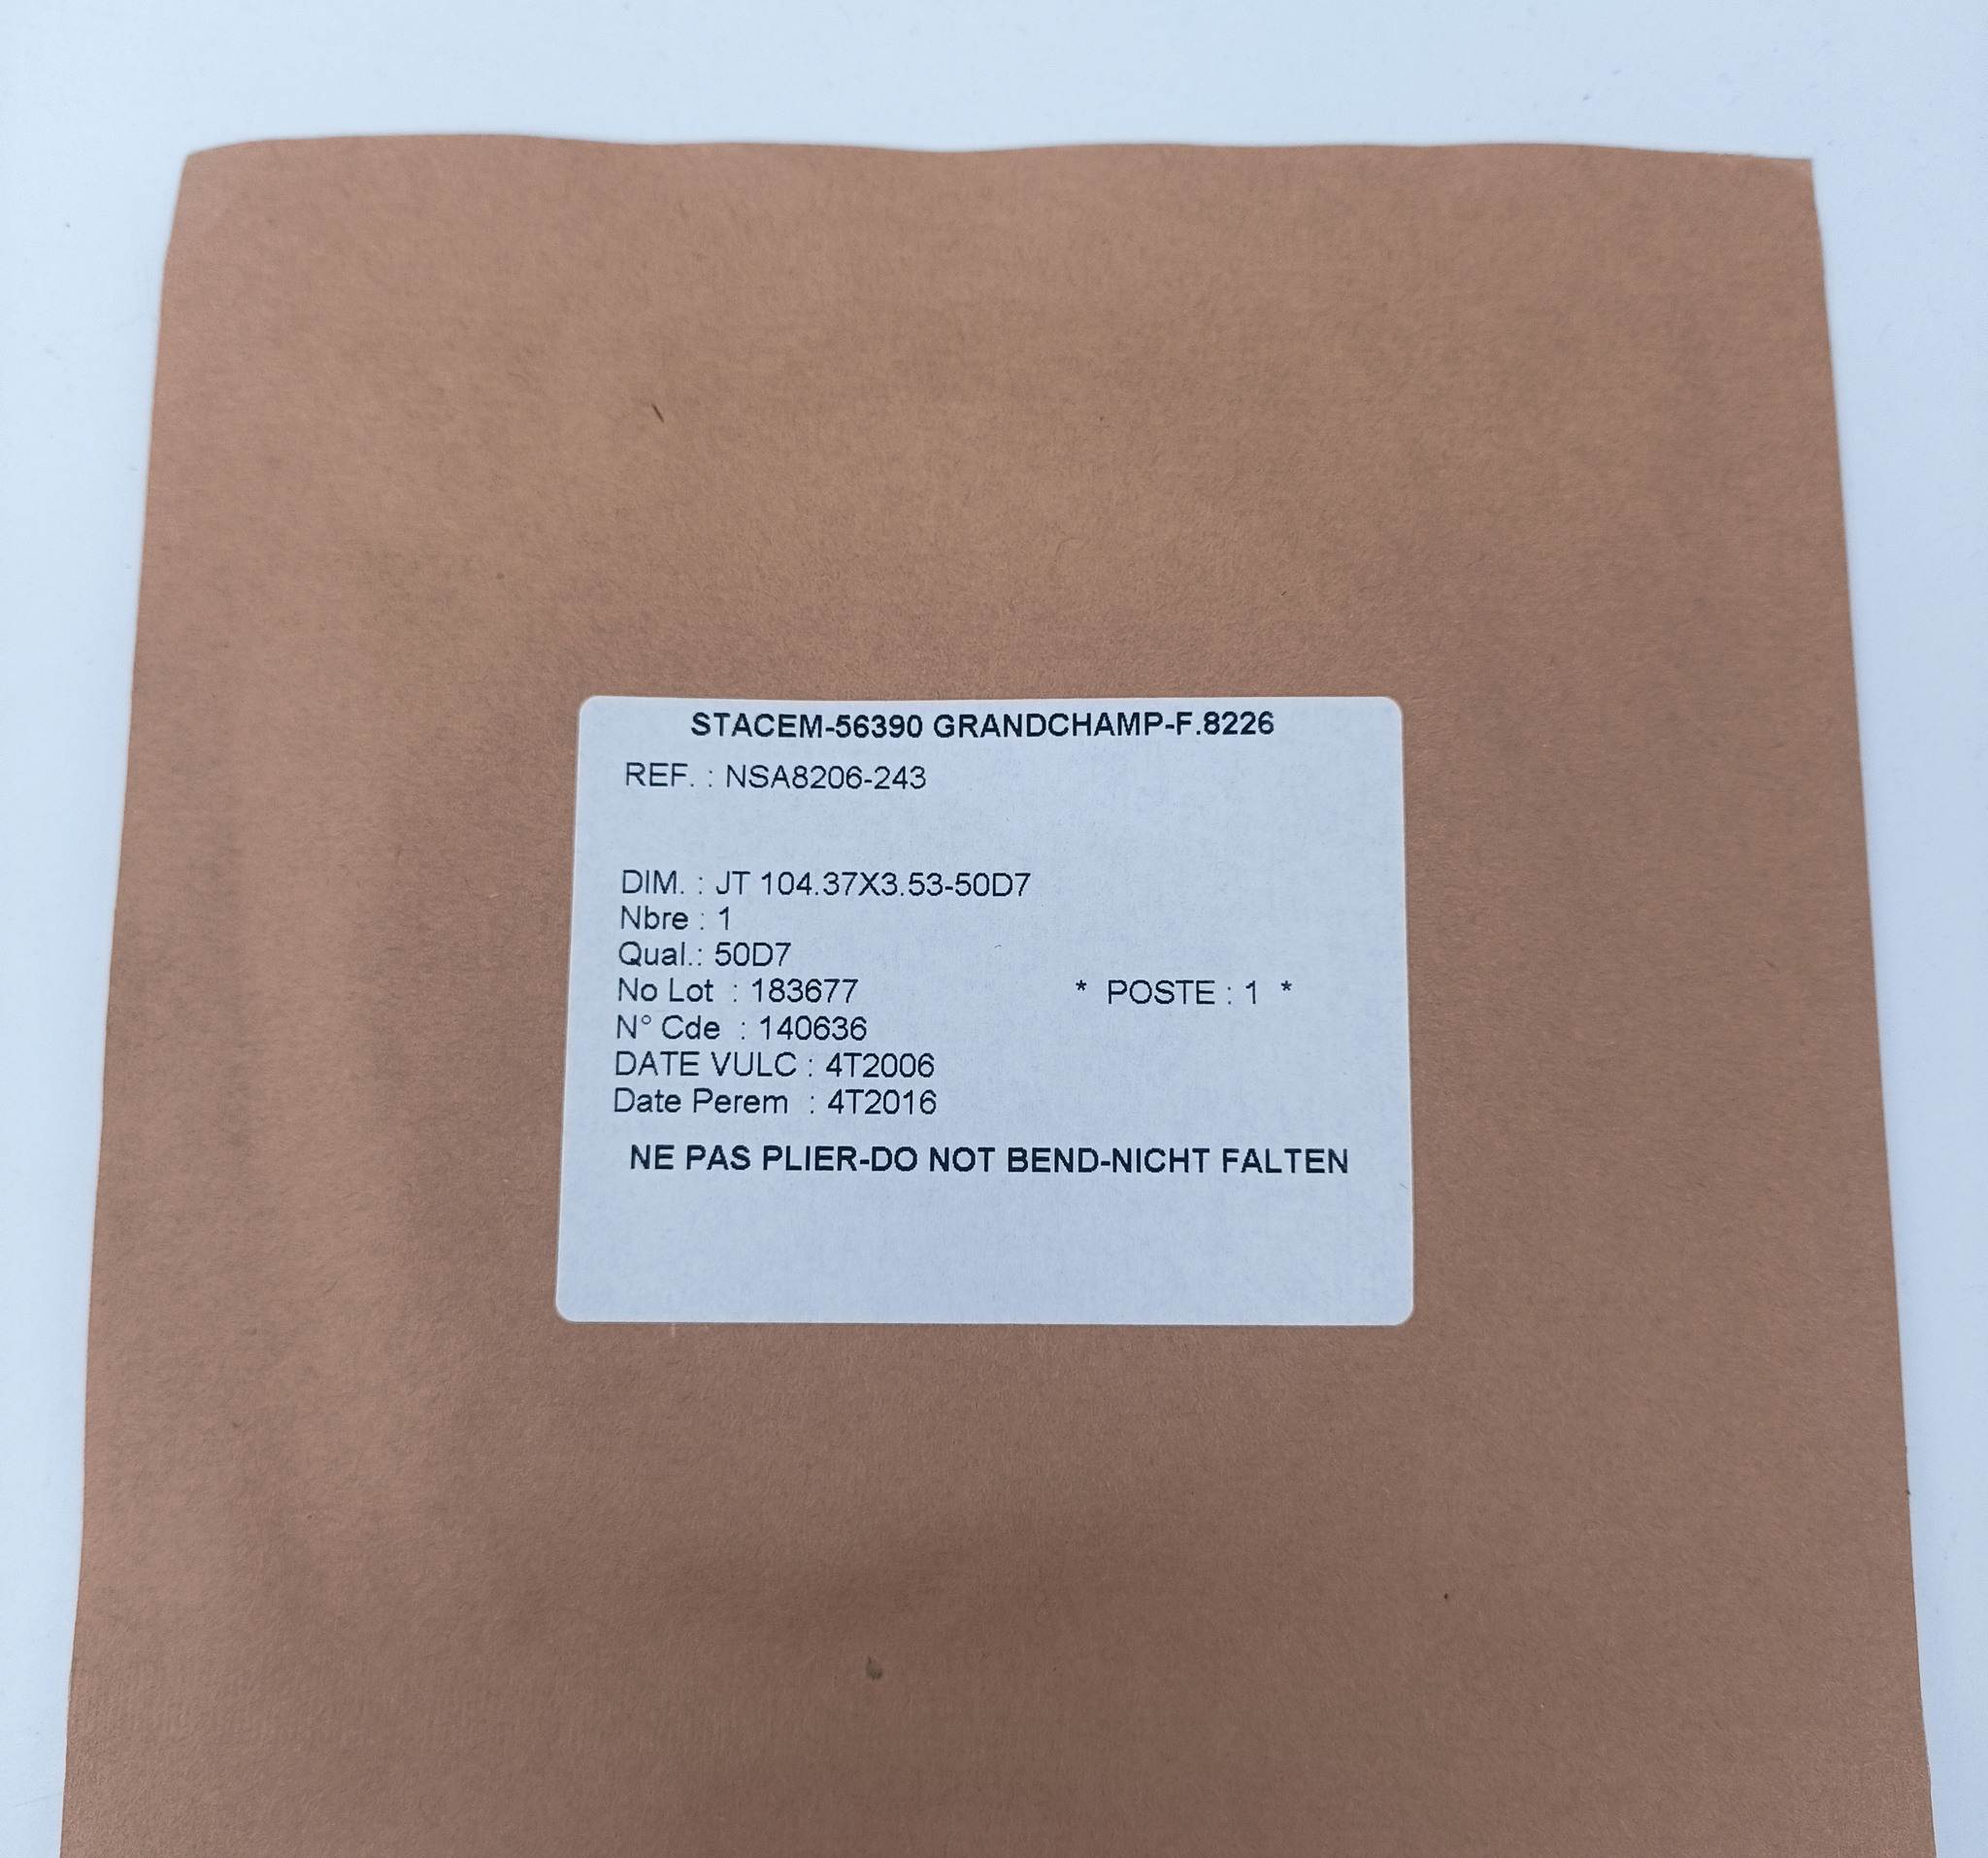 STACEM-56390 GRANDCHAMP-F.8226
REF. : NSA8206-243
DIM. : JT 104.37X3.53-50D7
Nbre : 1
Qual.: 50D7
No Lot : 183677 * POSTE : 1 *
N° Cde : 140636
DATE VULC : 4T2006
Date Perem : 4T2016
NE PAS PLIER-DO NOT BEND-NICHT FALTEN